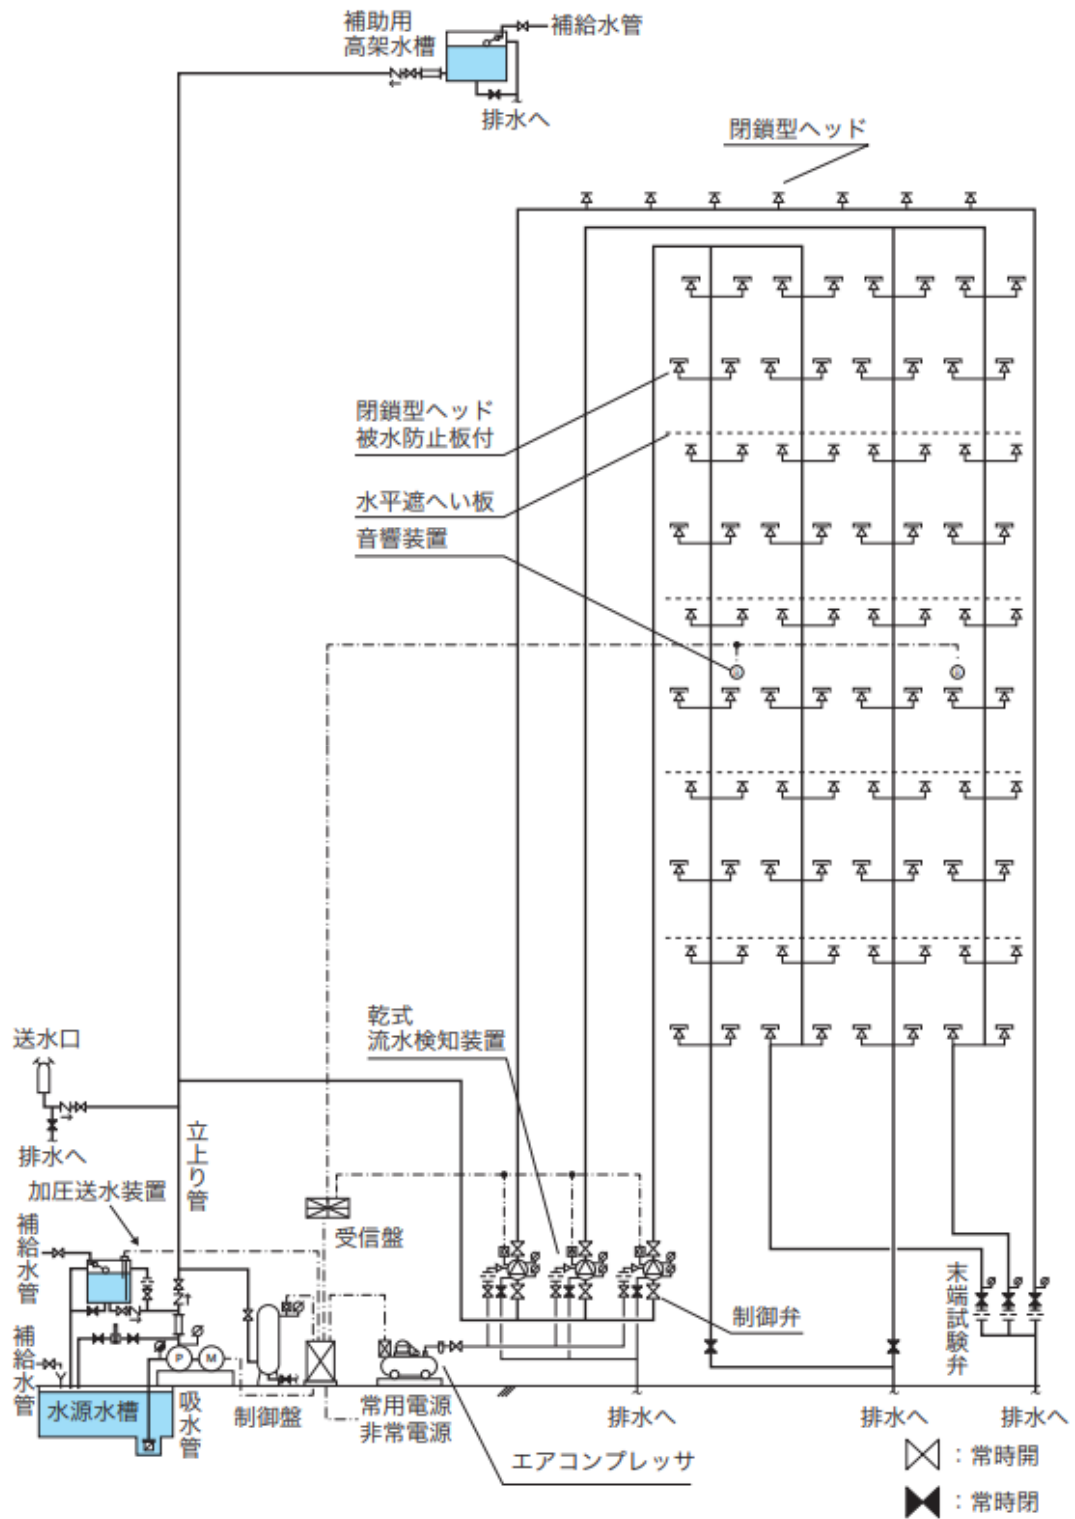 補助用
高架水槽
補給水管
排水へ
閉鎖型ヘッド
閉鎖型ヘッド
被水防止板付
水平遮へい板
音響装置
乾式
流水検知装置
送水口
排水へ
立上り管
加圧送水装置
補給水管
受信盤
末端試験弁
制御弁
補給水管
P
M
水源水槽
吸水管
制御盤
常用電源
非常電源
排水へ
排水へ
排水へ
エアコンプレッサ
：常時開
：常時閉